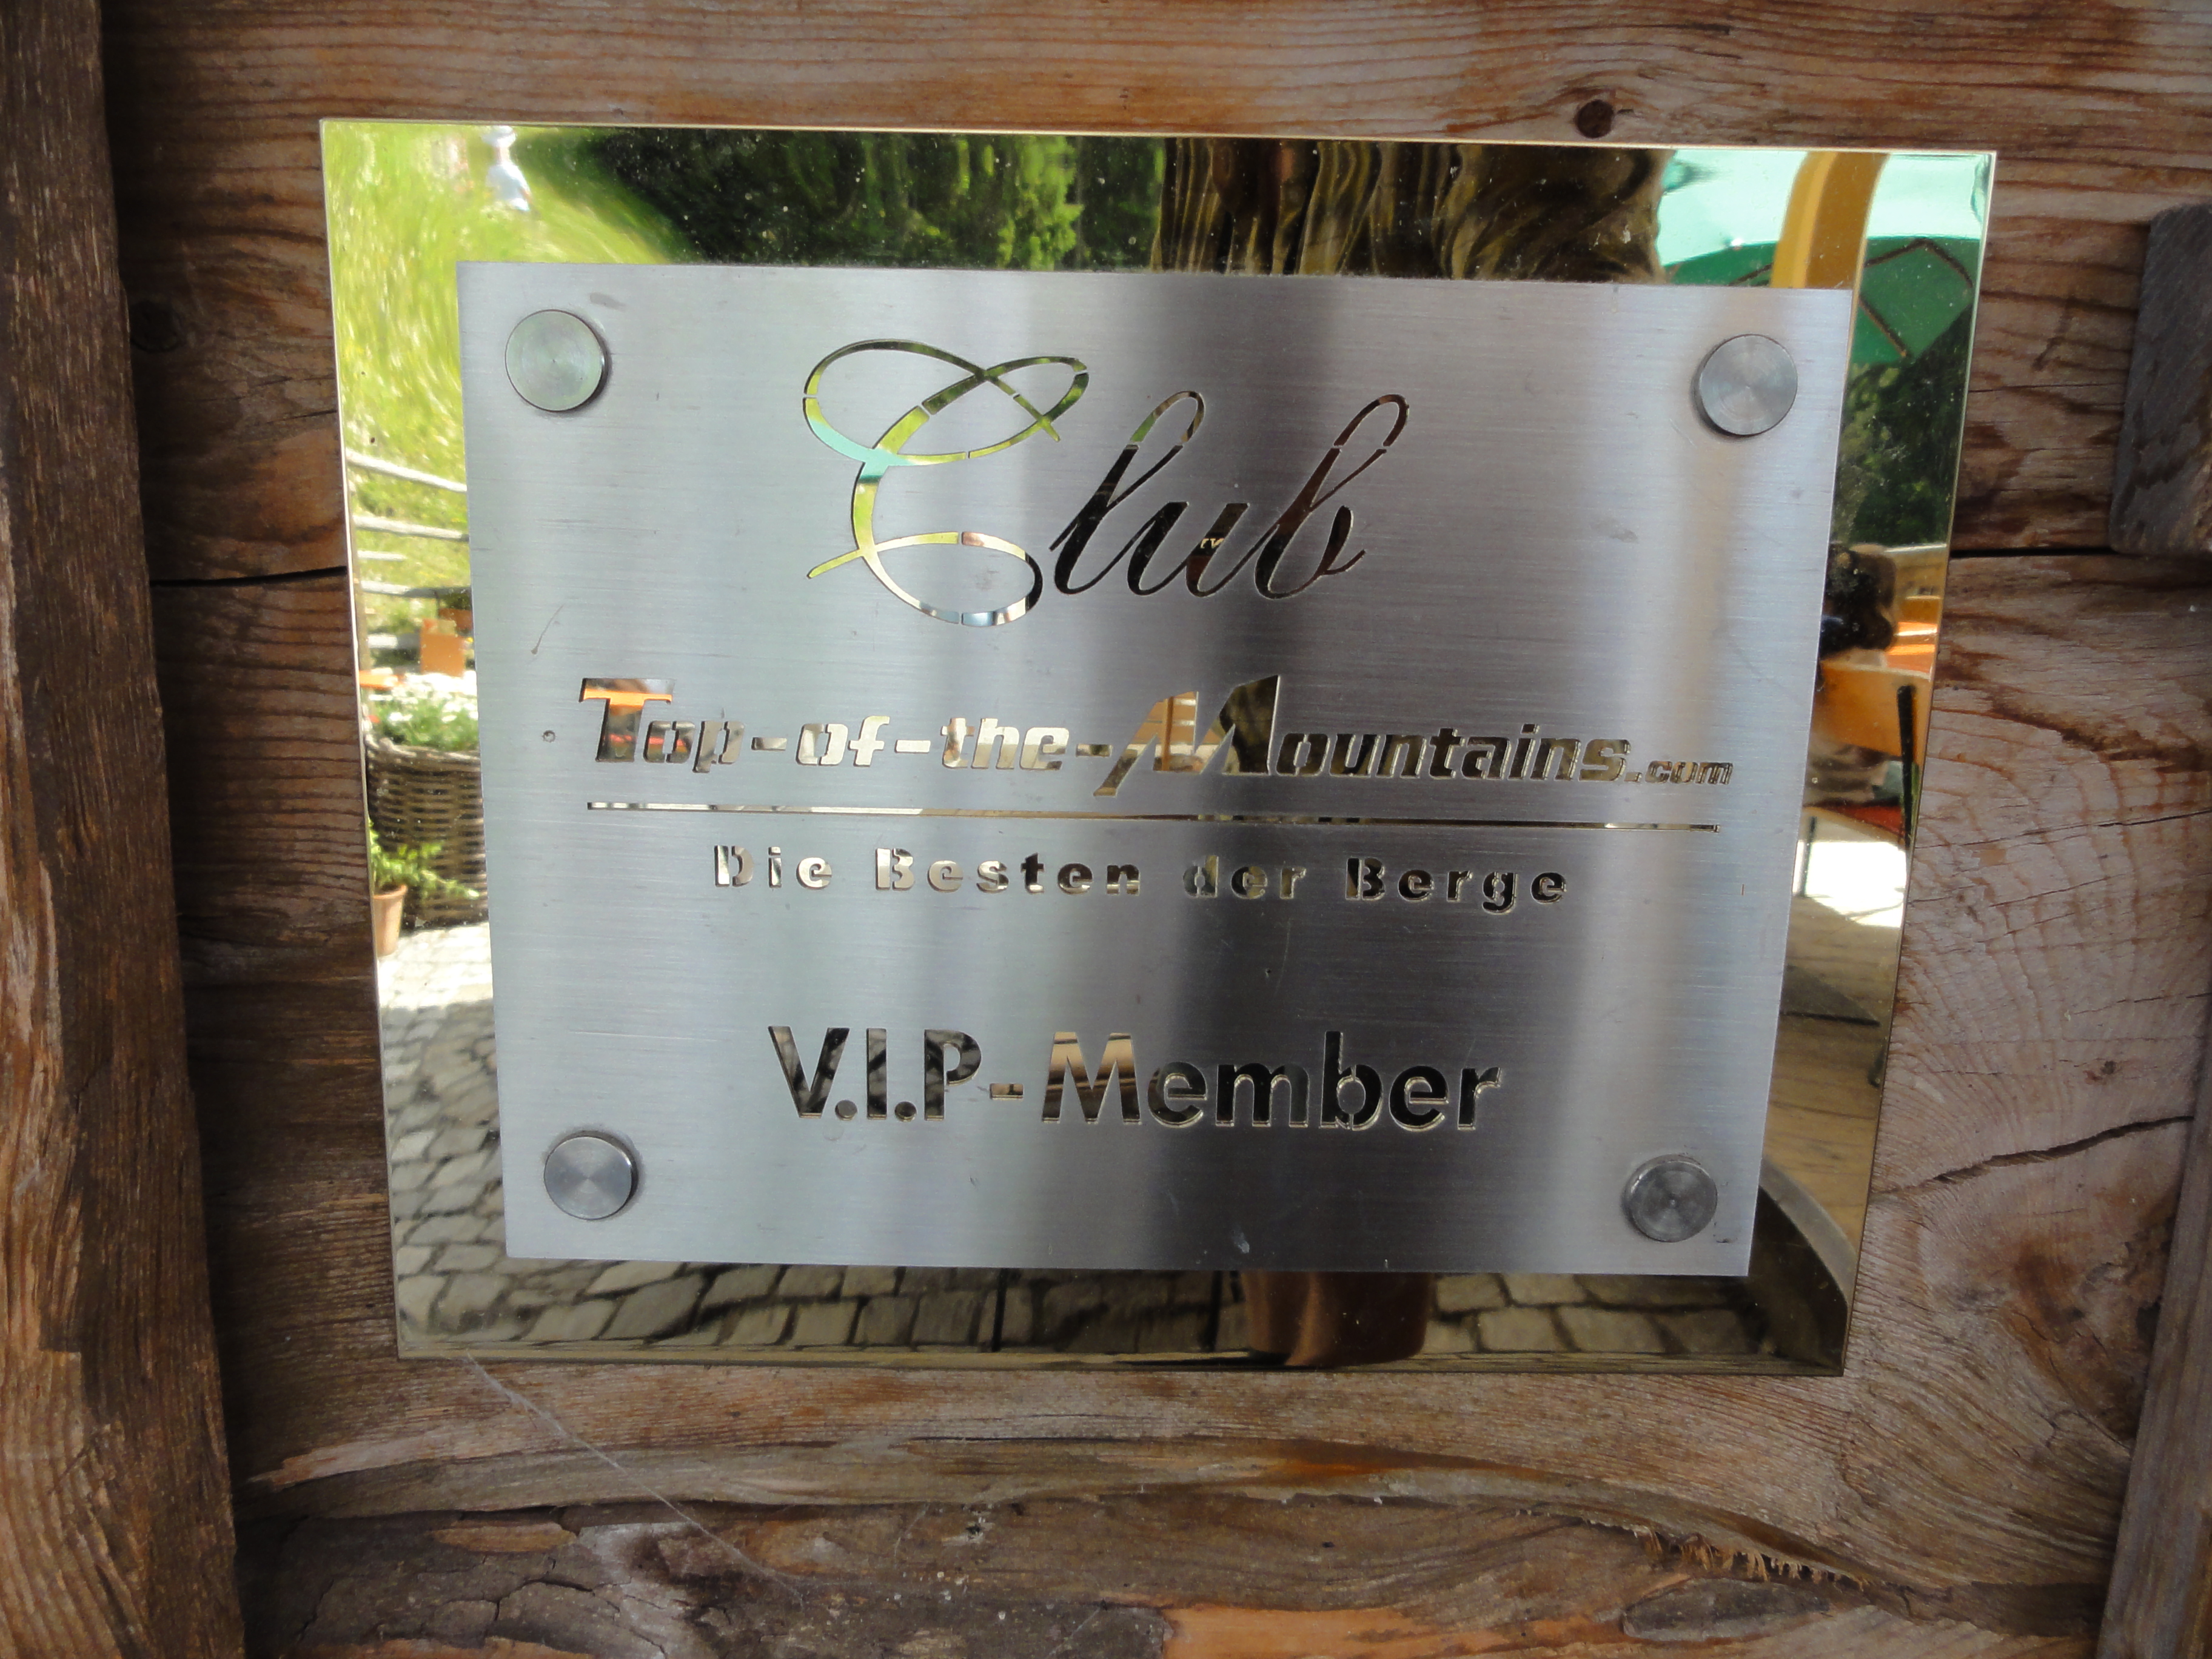 Club
Top-of-the-Mountains.com
Die Besten der Berge
V.I.P-Member